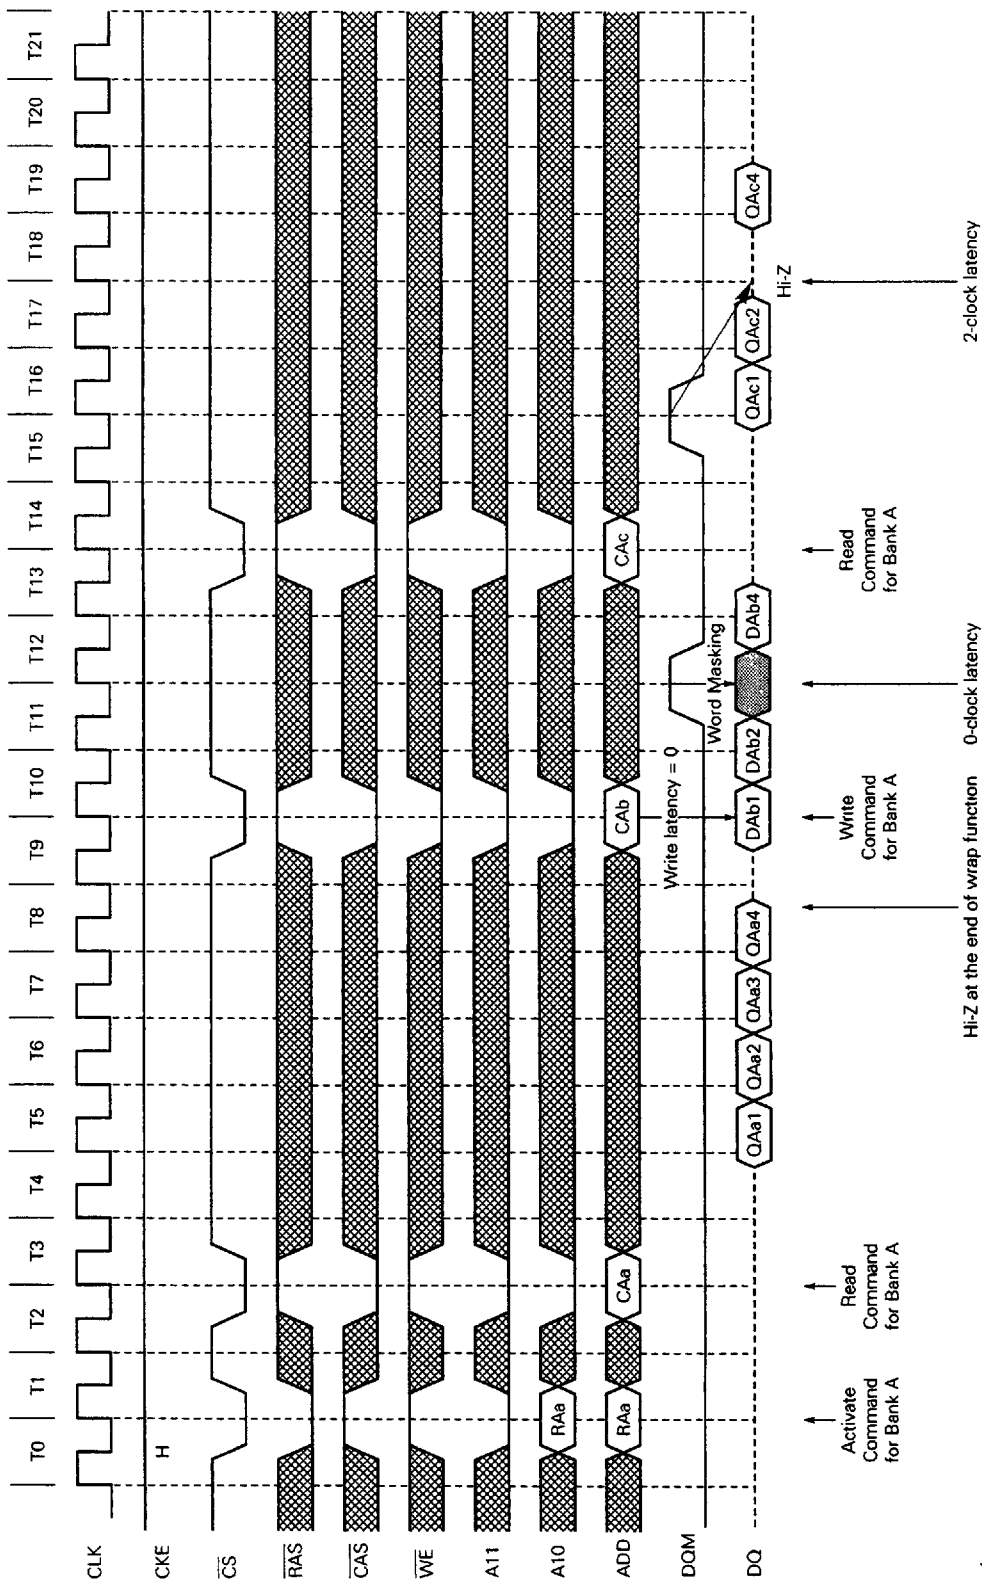 T0 T1 T2 T3 T4 T5 T6 T7 T8 T9 T10 T11 T12 T13 T14 T15 T16 T17 T18 T19 T20 T21
CLK
CKE H
CS
RAS
CAS
WE
A11
A10 RAa
ADD RAa CAa CAb CAc
Write latency = 0
DQM
Word Masking
DQ QAa1 QAa2 QAa3 QAa4 DAb1 DAb2 DAb4 QAc1 QAc2 QAc4
Hi-Z
Activate
Command
for Bank A
Read
Command
for Bank A
Write
Command
for Bank A
Read
Command
for Bank A
Hi-Z at the end of wrap function
0-clock latency
2-clock latency